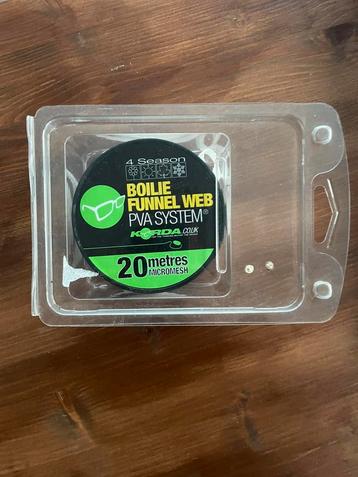 4 Season
BOILIE
FUNNEL WEB
PVA SYSTEM®
KORDA.CO.UK
20 metres
MICROMESH